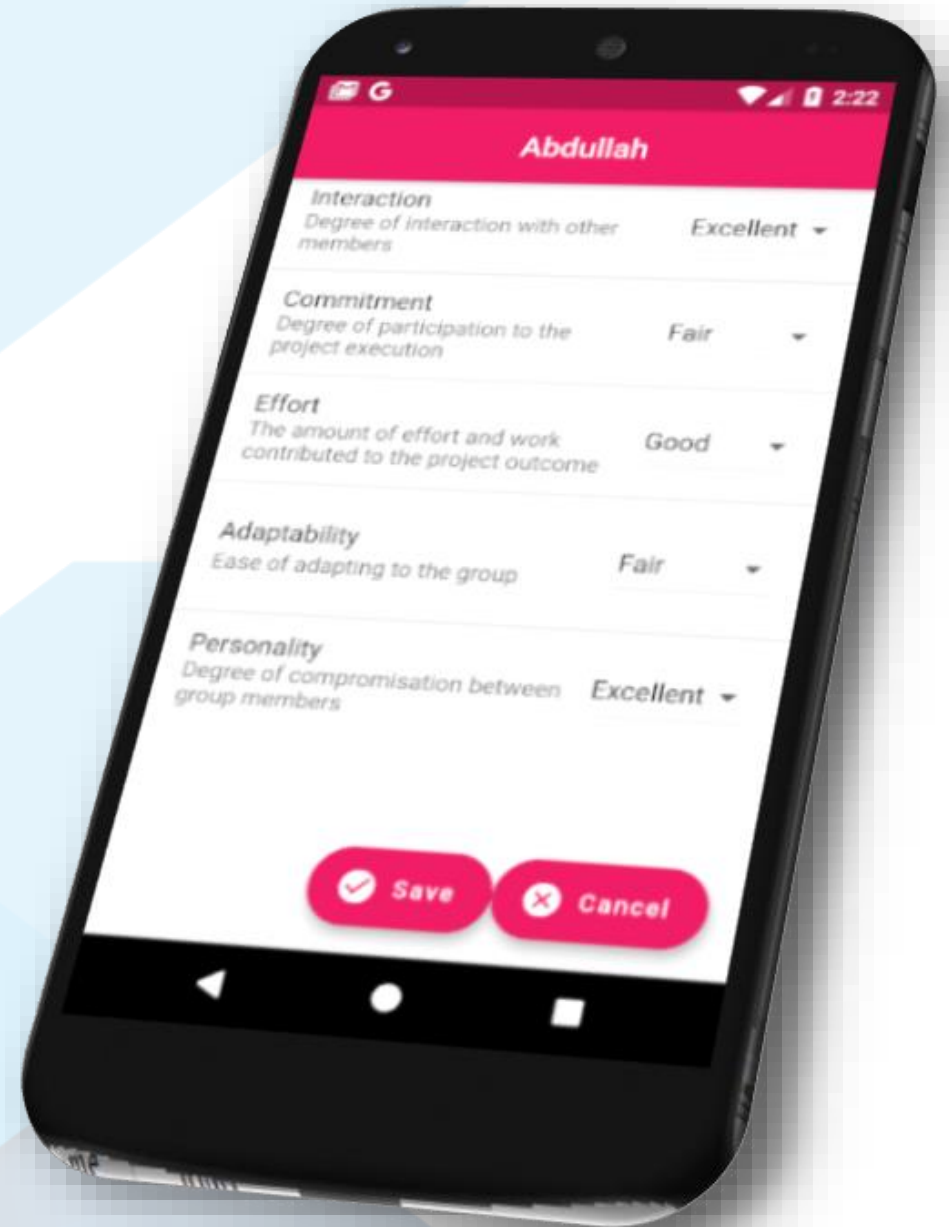 G 2:22
Abdullah
Interaction
Degree of interaction with other
members
Excellent
Commitment
Degree of participation to the
project execution
Fair
Effort
The amount of effort and work
contributed to the project outcome
Good
Adaptability
Ease of adapting to the group
Fair
Personality
Degree of compromisation between
group members
Excellent
Save Cancel